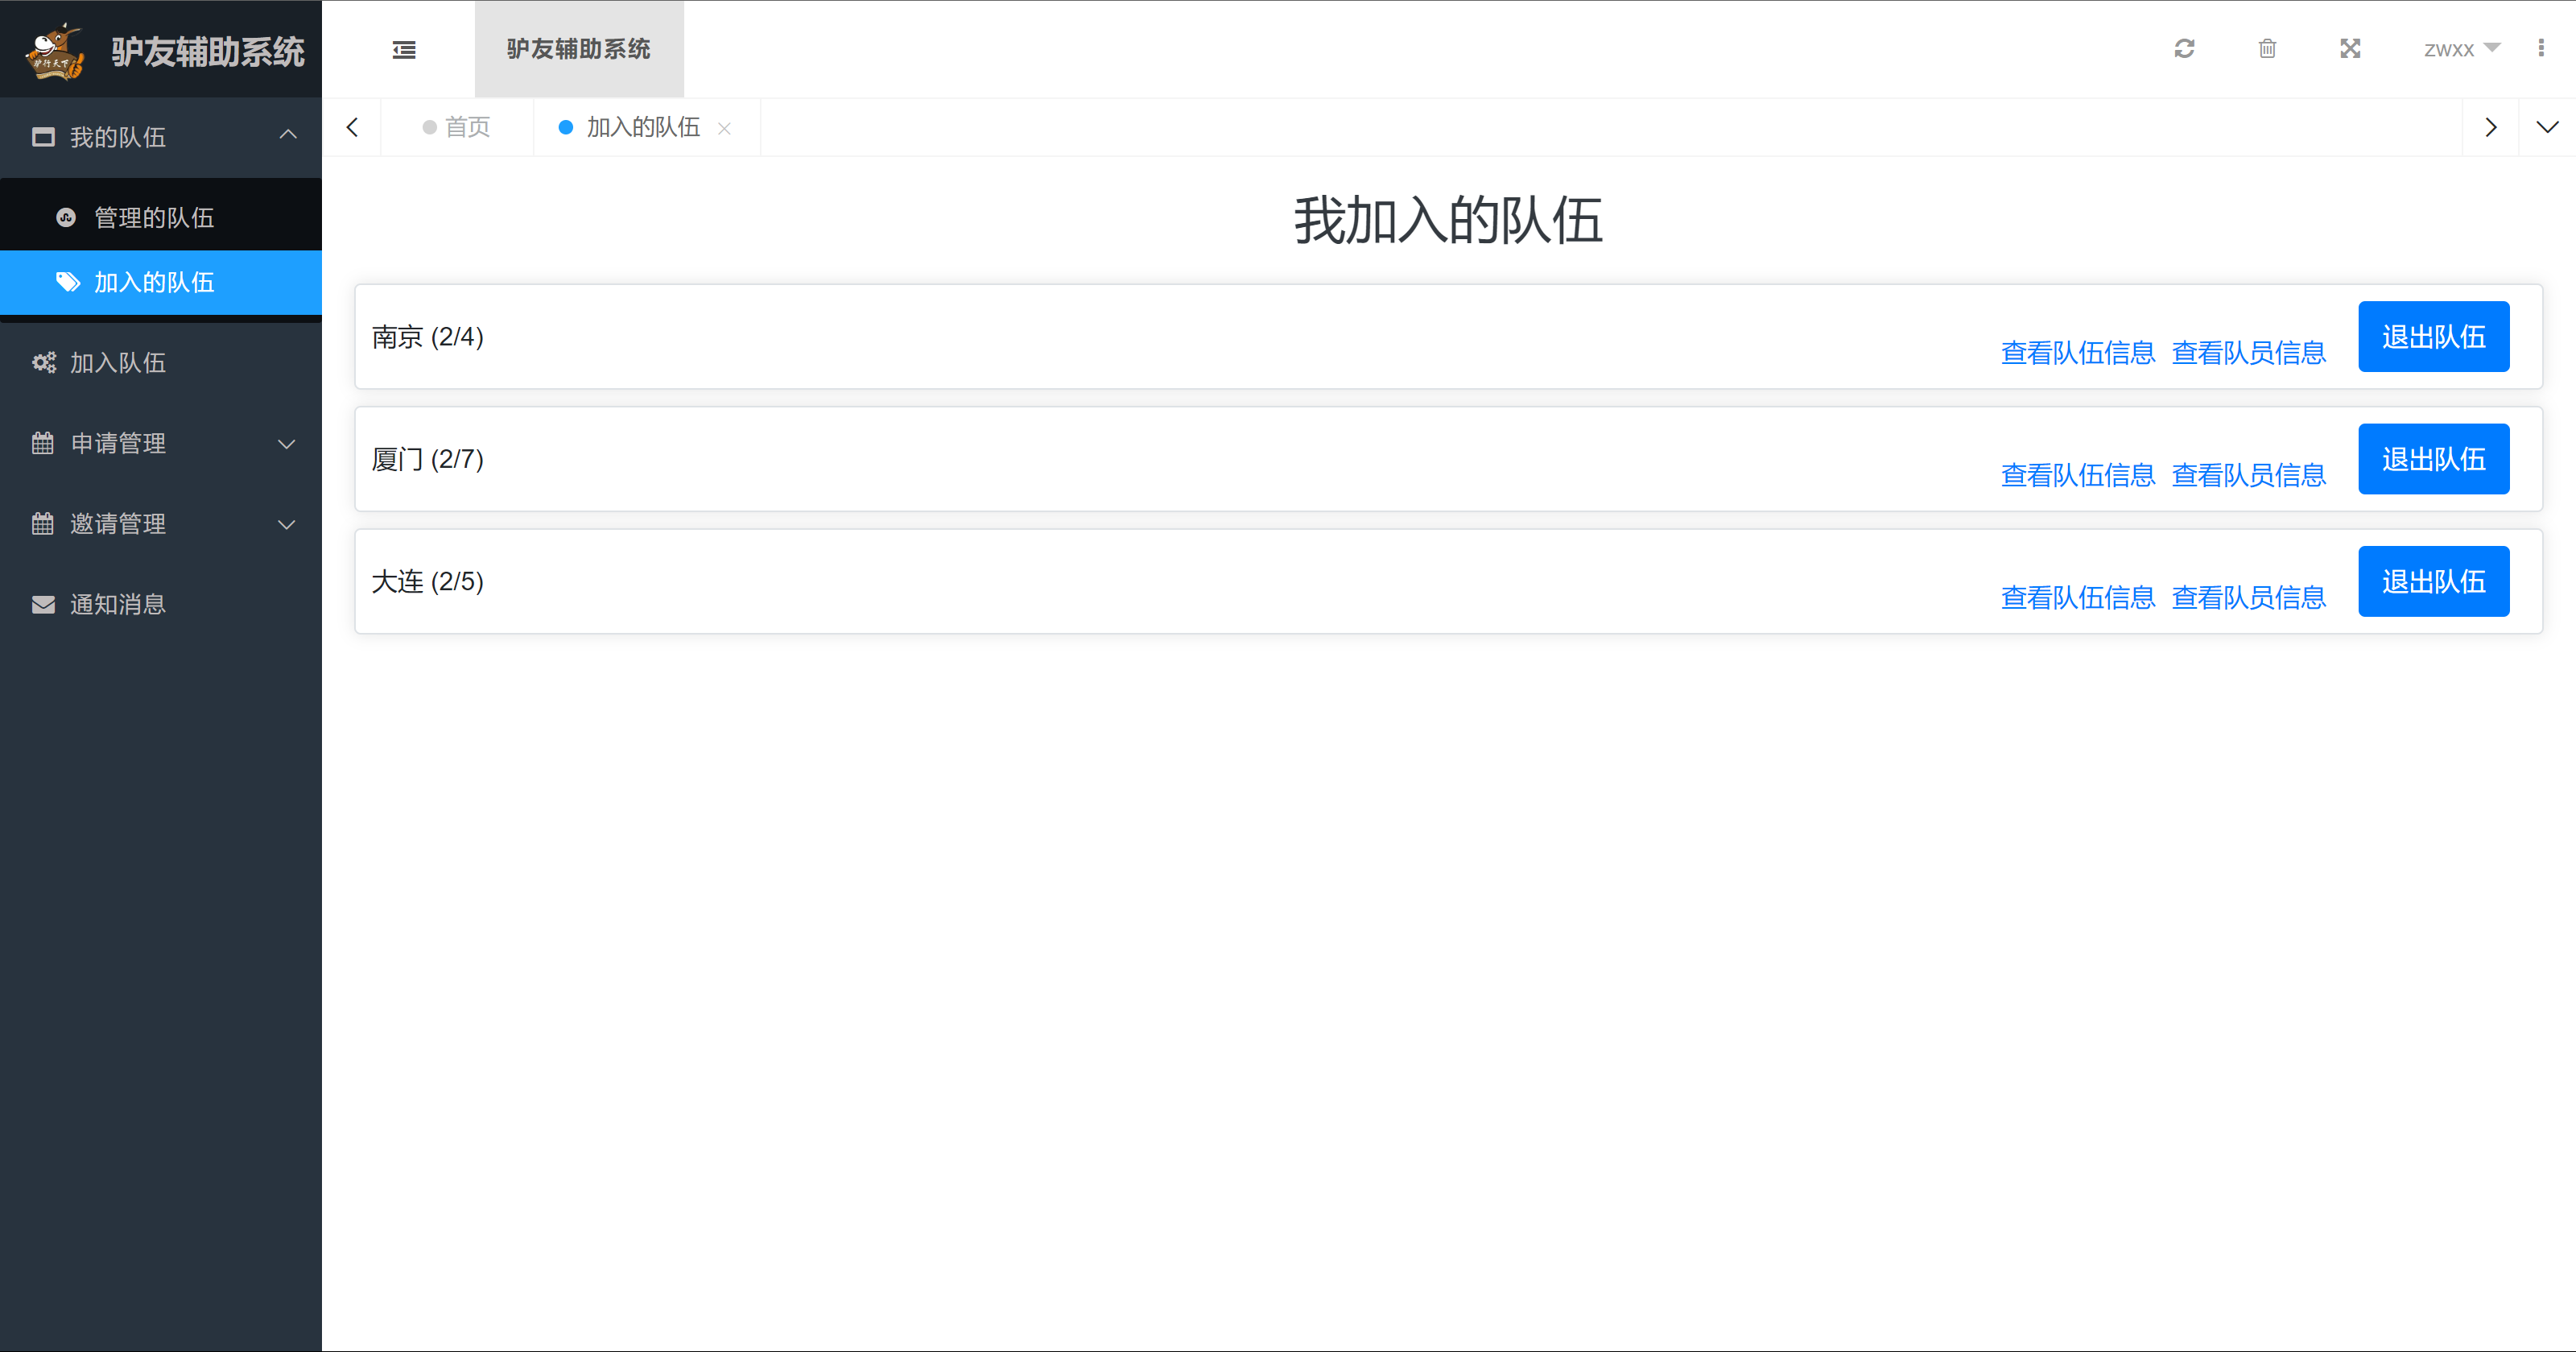 驴行天下
驴友辅助系统
驴友辅助系统
zwxx
我的队伍
管理的队伍
加入的队伍
加入队伍
申请管理
邀请管理
通知消息
首页
加入的队伍
我加入的队伍
南京 (2/4)
查看队伍信息 查看队员信息 退出队伍
厦门 (2/7)
查看队伍信息 查看队员信息 退出队伍
大连 (2/5)
查看队伍信息 查看队员信息 退出队伍